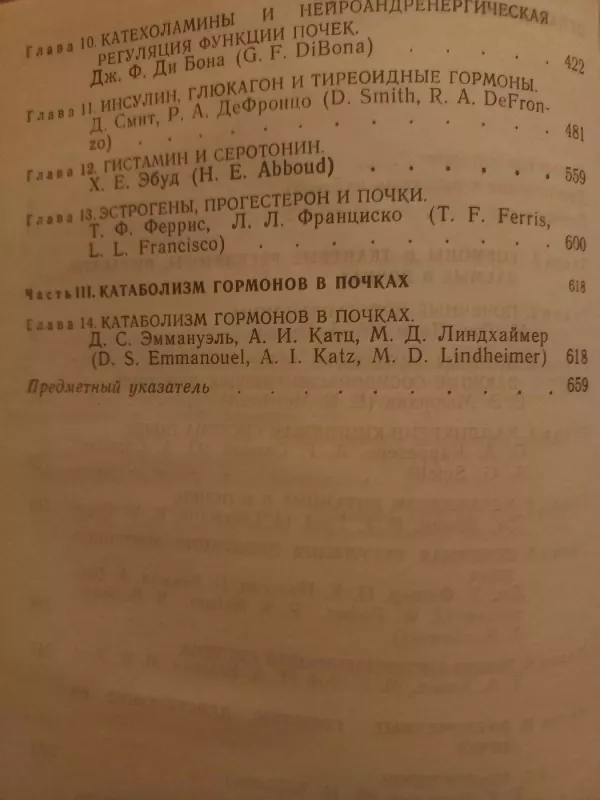 Глава 10. КАТЕХОЛАМИНЫ И НЕЙРОАНДРЕНЕРГИЧЕСКАЯ
РЕГУЛЯЦИЯ ФУНКЦИИ ПОЧЕК.
Дж. Ф. Ди Бона (G. F. DiBona) 422
Глава 11. ИНСУЛИН, ГЛЮКАГОН И ТИРЕОИДНЫЕ ГОРМОНЫ.
Д. Смит, Р. А. ДеФронцо (D. Smith, R. A. DeFron-
zo) . . . . . . . . . . . . 481
Глава 12. ГИСТАМИН И СЕРОТОНИН.
Х. Е. Эбуд (H. E. Abboud) . . . . . . 559
Глава 13. ЭСТРОГЕНЫ, ПРОГЕСТЕРОН И ПОЧКИ.
Т. Ф. Феррис, Л. Л. Франциско (T. F. Ferris,
L. L. Francisco) . . . . . . . . . 600
Часть III. КАТАБОЛИЗМ ГОРМОНОВ В ПОЧКАХ 618
Глава 14. КАТАБОЛИЗМ ГОРМОНОВ В ПОЧКАХ.
Д. С. Эммануэль, А. И. Катц, М. Д. Линдхаймер
(D. S. Emmanouel, A. I. Katz, M. D. Lindheimer) 618
Предметный указатель . . . . . . . . . . 659